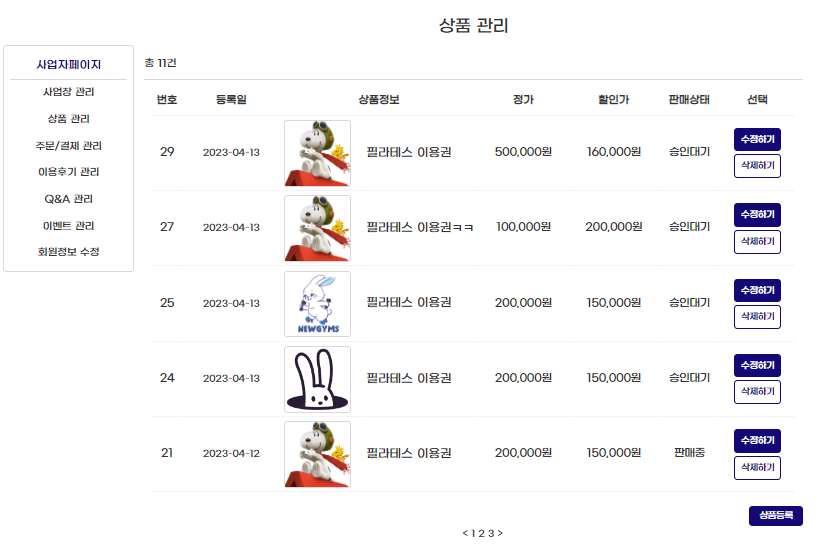 상품 관리
사업자페이지
사업장 관리
상품 관리
주문/결제 관리
이용후기 관리
Q&A 관리
이벤트 관리
회원정보 수정
총 11건
번호 등록일 상품정보 정가 할인가 판매상태 선택
29 2023-04-13 필라테스 이용권 500,000원 160,000원 승인대기 수정하기
삭제하기
27 2023-04-13 필라테스 이용권ㅋㅋ 100,000원 200,000원 승인대기 수정하기
삭제하기
25 2023-04-13 NEWGYMS 필라테스 이용권 200,000원 150,000원 승인대기 수정하기
삭제하기
24 2023-04-13 필라테스 이용권 200,000원 150,000원 승인대기 수정하기
삭제하기
21 2023-04-12 필라테스 이용권 200,000원 150,000원 판매중 수정하기
삭제하기
상품등록
< 1 2 3 >